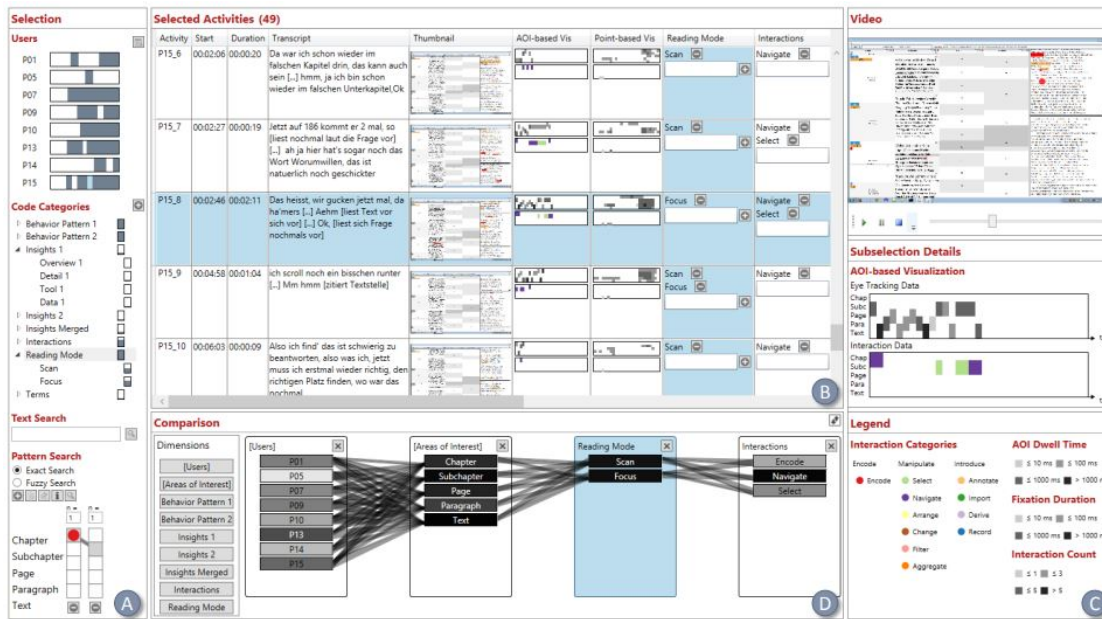 Selection
Users
P01
P05
P07
P09
P10
P13
P14
P15
Code Categories
Behavior Pattern 1
Behavior Pattern 2
Insights 1
Overview 1
Detail 1
Tool 1
Data 1
Insights 2
Insights Merged
Interactions
Reading Mode
Scan
Focus
Terms
Text Search
Pattern Search
Exact Search
Fuzzy Search
n = n =
1 1
Chapter
Subchapter
Page
Paragraph
Text
A
Selected Activities (49)
Activity Start Duration Transcript Thumbnail AOI-based Vis Point-based Vis Reading Mode Interactions
P15_6 00:02:06 00:00:20 Da war ich schon wieder im Scan Navigate
falschen Kapitel drin, das kann auch
sein [...] hmm, ja ich bin schon
wieder im falschen Unterkapitel,Ok
P15_7 00:02:27 00:00:19 Jetzt auf 186 kommt er 2 mal, so Scan Navigate
[liest nochmal laut die Frage vor] Select
[...] ah ja hier hat's sogar noch das
Wort Worumwillen, das ist
natuerlich noch geschickter
P15_8 00:02:46 00:02:11 Das heisst, wir gucken jetzt mal, da Focus Navigate
ha'mers [...] Aehm [liest Text vor Select
sich vor] [...] Ok, [liest sich Frage
nochmals vor]
P15_9 00:04:58 00:01:04 ich scroll noch ein bisschen runter Scan Navigate
[...] Mm hmm [zitiert Textstelle] Focus
P15_10 00:06:03 00:00:09 Also ich find' das ist schwierig zu Scan Navigate
beantworten, also was ich, jetzt
muss ich erstmal wieder richtig, den
richtigen Platz finden, wo war das
nochmal
B
Comparison
Dimensions
[Users]
[Areas of Interest]
Behavior Pattern 1
Behavior Pattern 2
Insights 1
Insights 2
Insights Merged
Interactions
Reading Mode
[Users]
P01
P05
P07
P09
P10
P13
P14
P15
[Areas of Interest]
Chapter
Subchapter
Page
Paragraph
Text
Reading Mode
Scan
Focus
Interactions
Encode
Navigate
Select
D
Video
Subselection Details
AOI-based Visualization
Eye Tracking Data
Chap
Subc
Page
Para
Text
t
Interaction Data
Chap
Subc
Page
Para
Text
t
Legend
Interaction Categories
Encode Manipulate Introduce
Encode Select Annotate
Navigate Import
Arrange Derive
Change Record
Filter
Aggregate
AOI Dwell Time
≤ 10 ms ≤ 100 ms
≤ 1000 ms > 1000 m
Fixation Duration
≤ 10 ms ≤ 100 ms
≤ 1000 ms > 1000 m
Interaction Count
≤ 1 ≤ 3
≤ 5 > 5
C